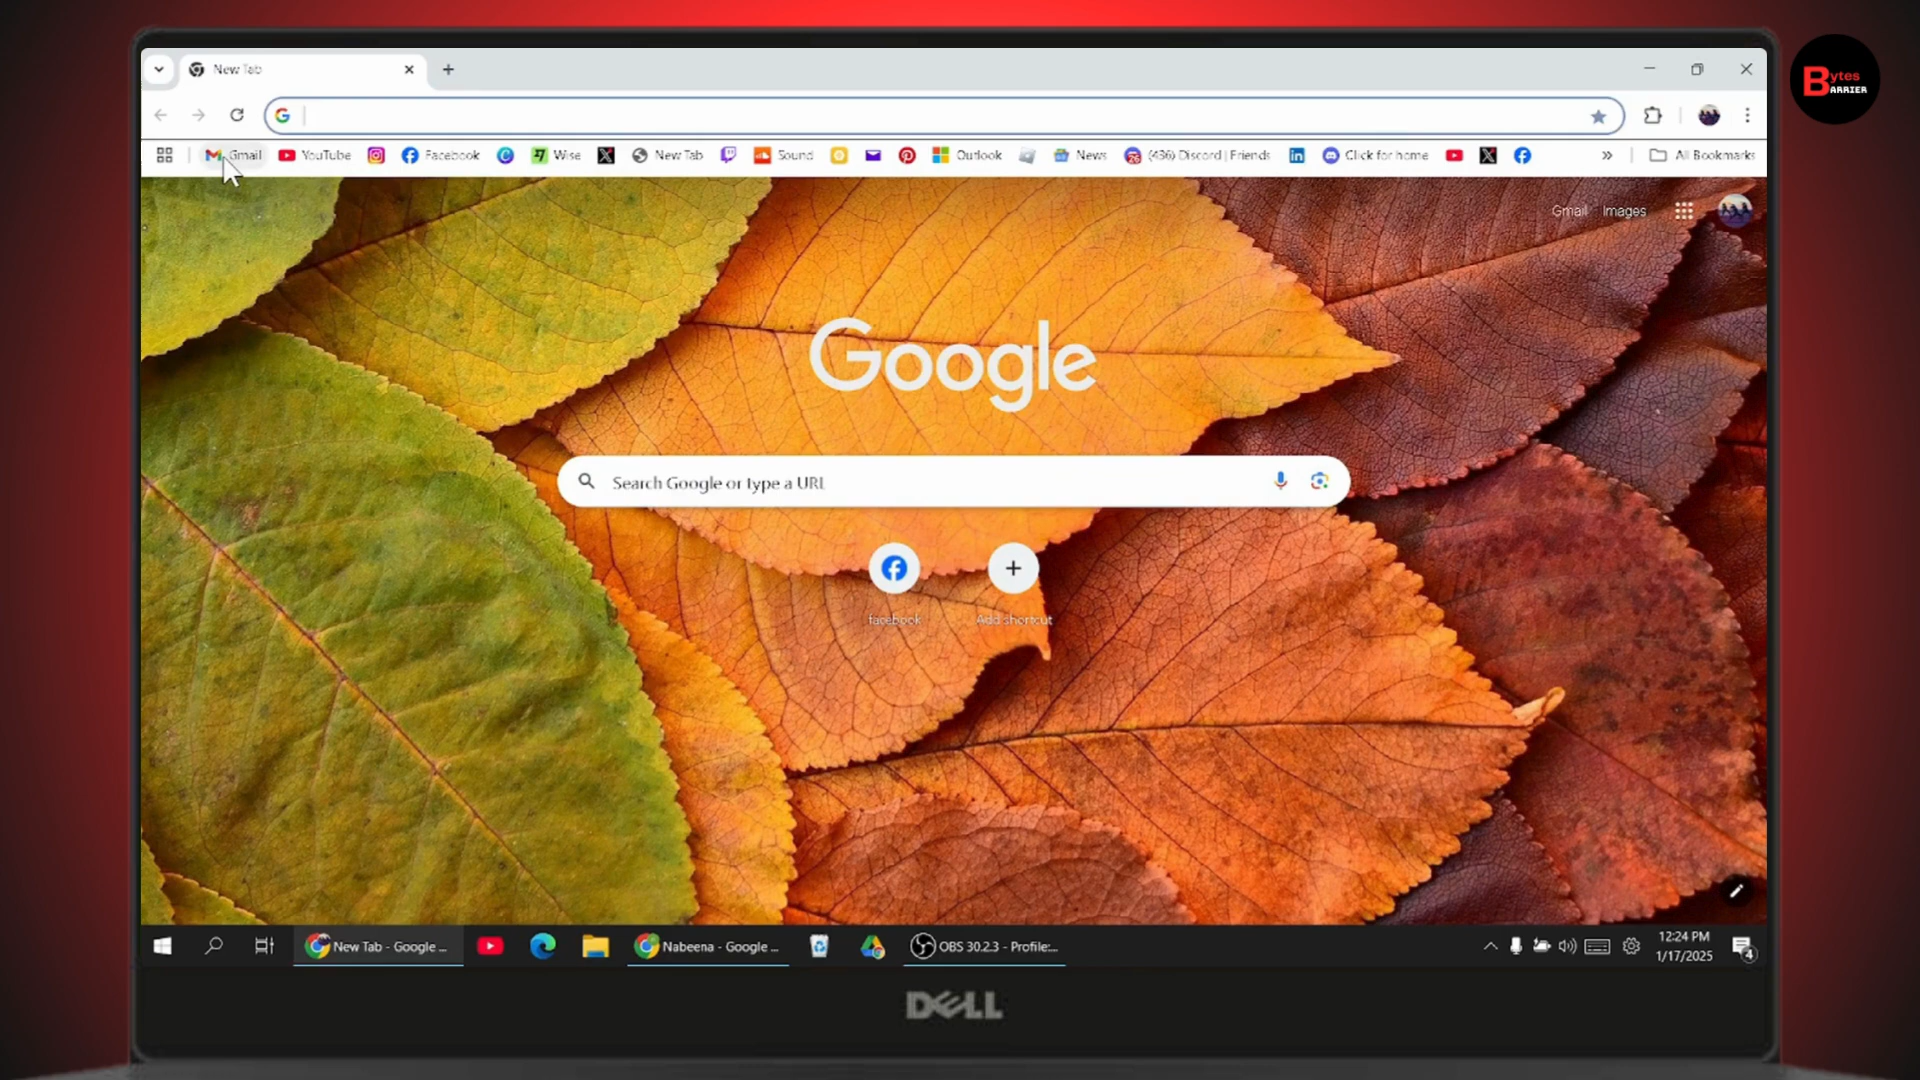 New Tab
Bytes
Barrier
Gmail YouTube Facebook Wise New Tab Sound Outlook News (436) Discord | Friends Click for home » All Bookmarks
Gmail Images
Google
Search Google or type a URL
facebook Add shortcut
New Tab - Google ... Nabeena - Google ... OBS 30.2.3 - Profile:...
12:24 PM
1/17/2025
4
DELL